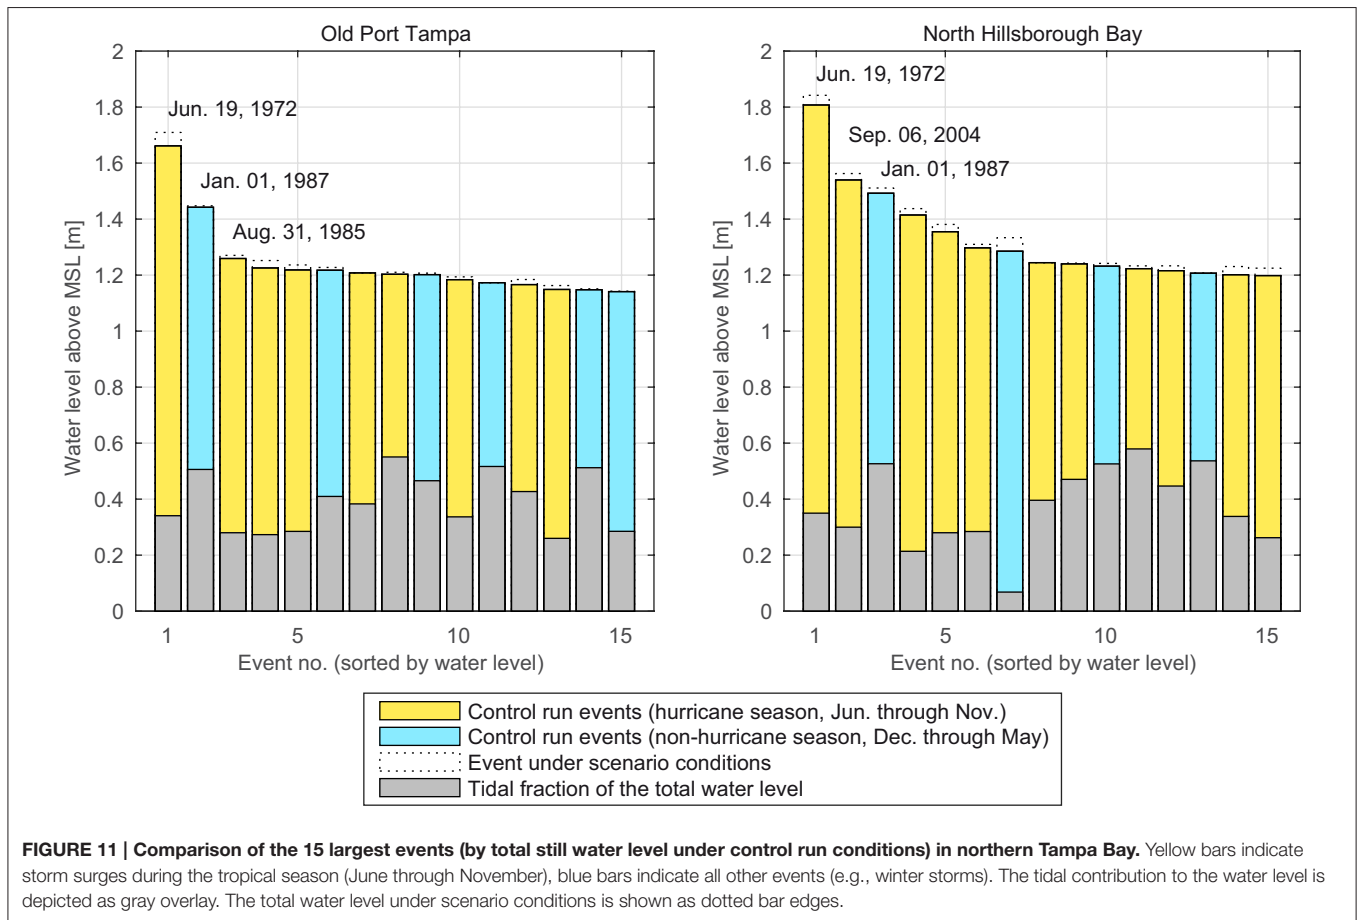 Old Port Tampa
2
1.8
1.6
1.4
1.2
1
0.8
0.6
0.4
0.2
0
Water level above MSL [m]
Jun. 19, 1972
Jan. 01, 1987
Aug. 31, 1985
1 5 10 15
Event no. (sorted by water level)
North Hillsborough Bay
2
1.8
1.6
1.4
1.2
1
0.8
0.6
0.4
0.2
0
Water level above MSL [m]
Jun. 19, 1972
Sep. 06, 2004
Jan. 01, 1987
1 5 10 15
Event no. (sorted by water level)
Control run events (hurricane season, Jun. through Nov.)
Control run events (non-hurricane season, Dec. through May)
Event under scenario conditions
Tidal fraction of the total water level
FIGURE 11 | Comparison of the 15 largest events (by total still water level under control run conditions) in northern Tampa Bay. Yellow bars indicate
storm surges during the tropical season (June through November), blue bars indicate all other events (e.g., winter storms). The tidal contribution to the water level is
depicted as gray overlay. The total water level under scenario conditions is shown as dotted bar edges.